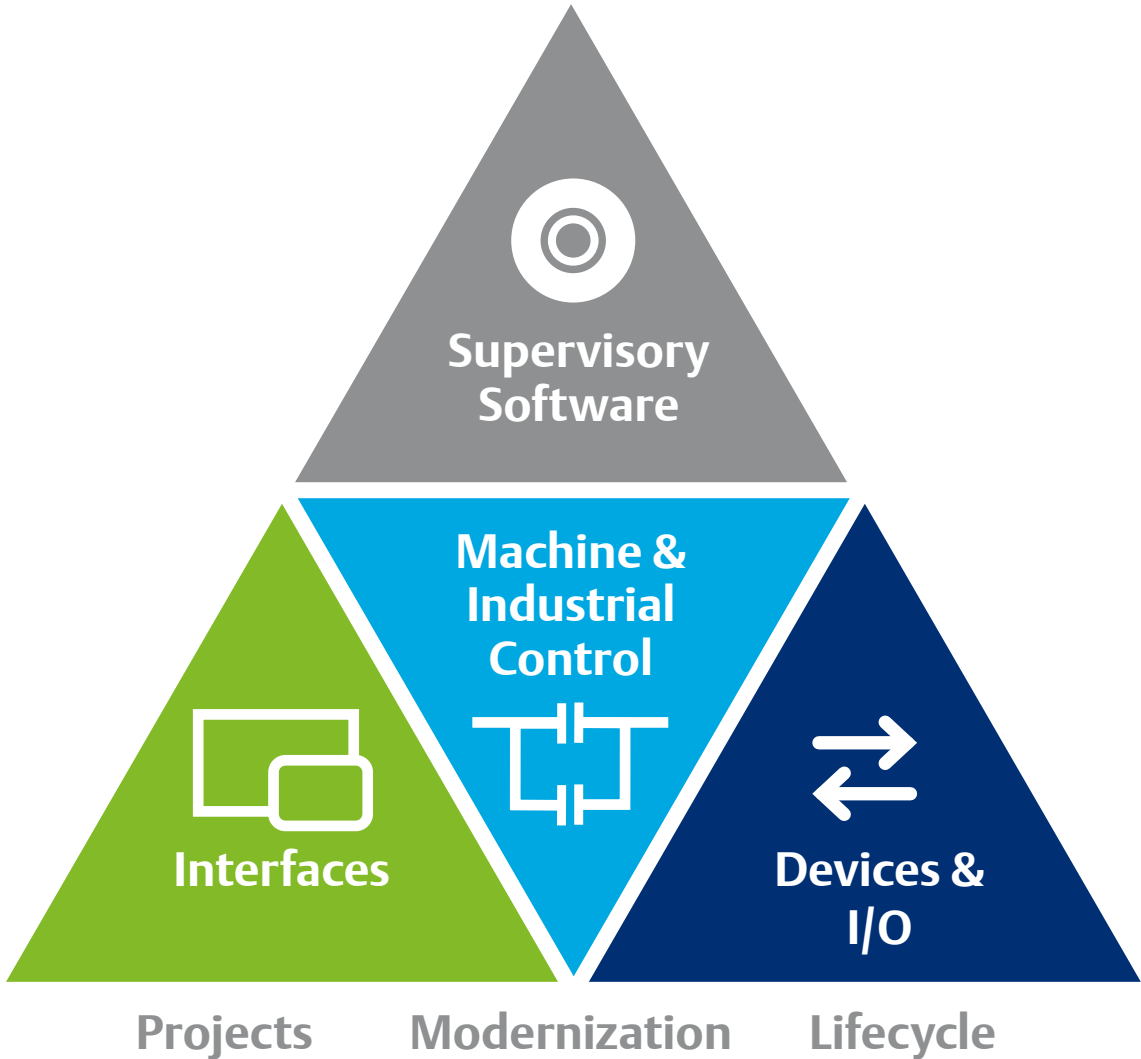 Supervisory
Software
Machine &
Industrial
Control
Interfaces
Devices &
I/O
Projects
Modernization
Lifecycle